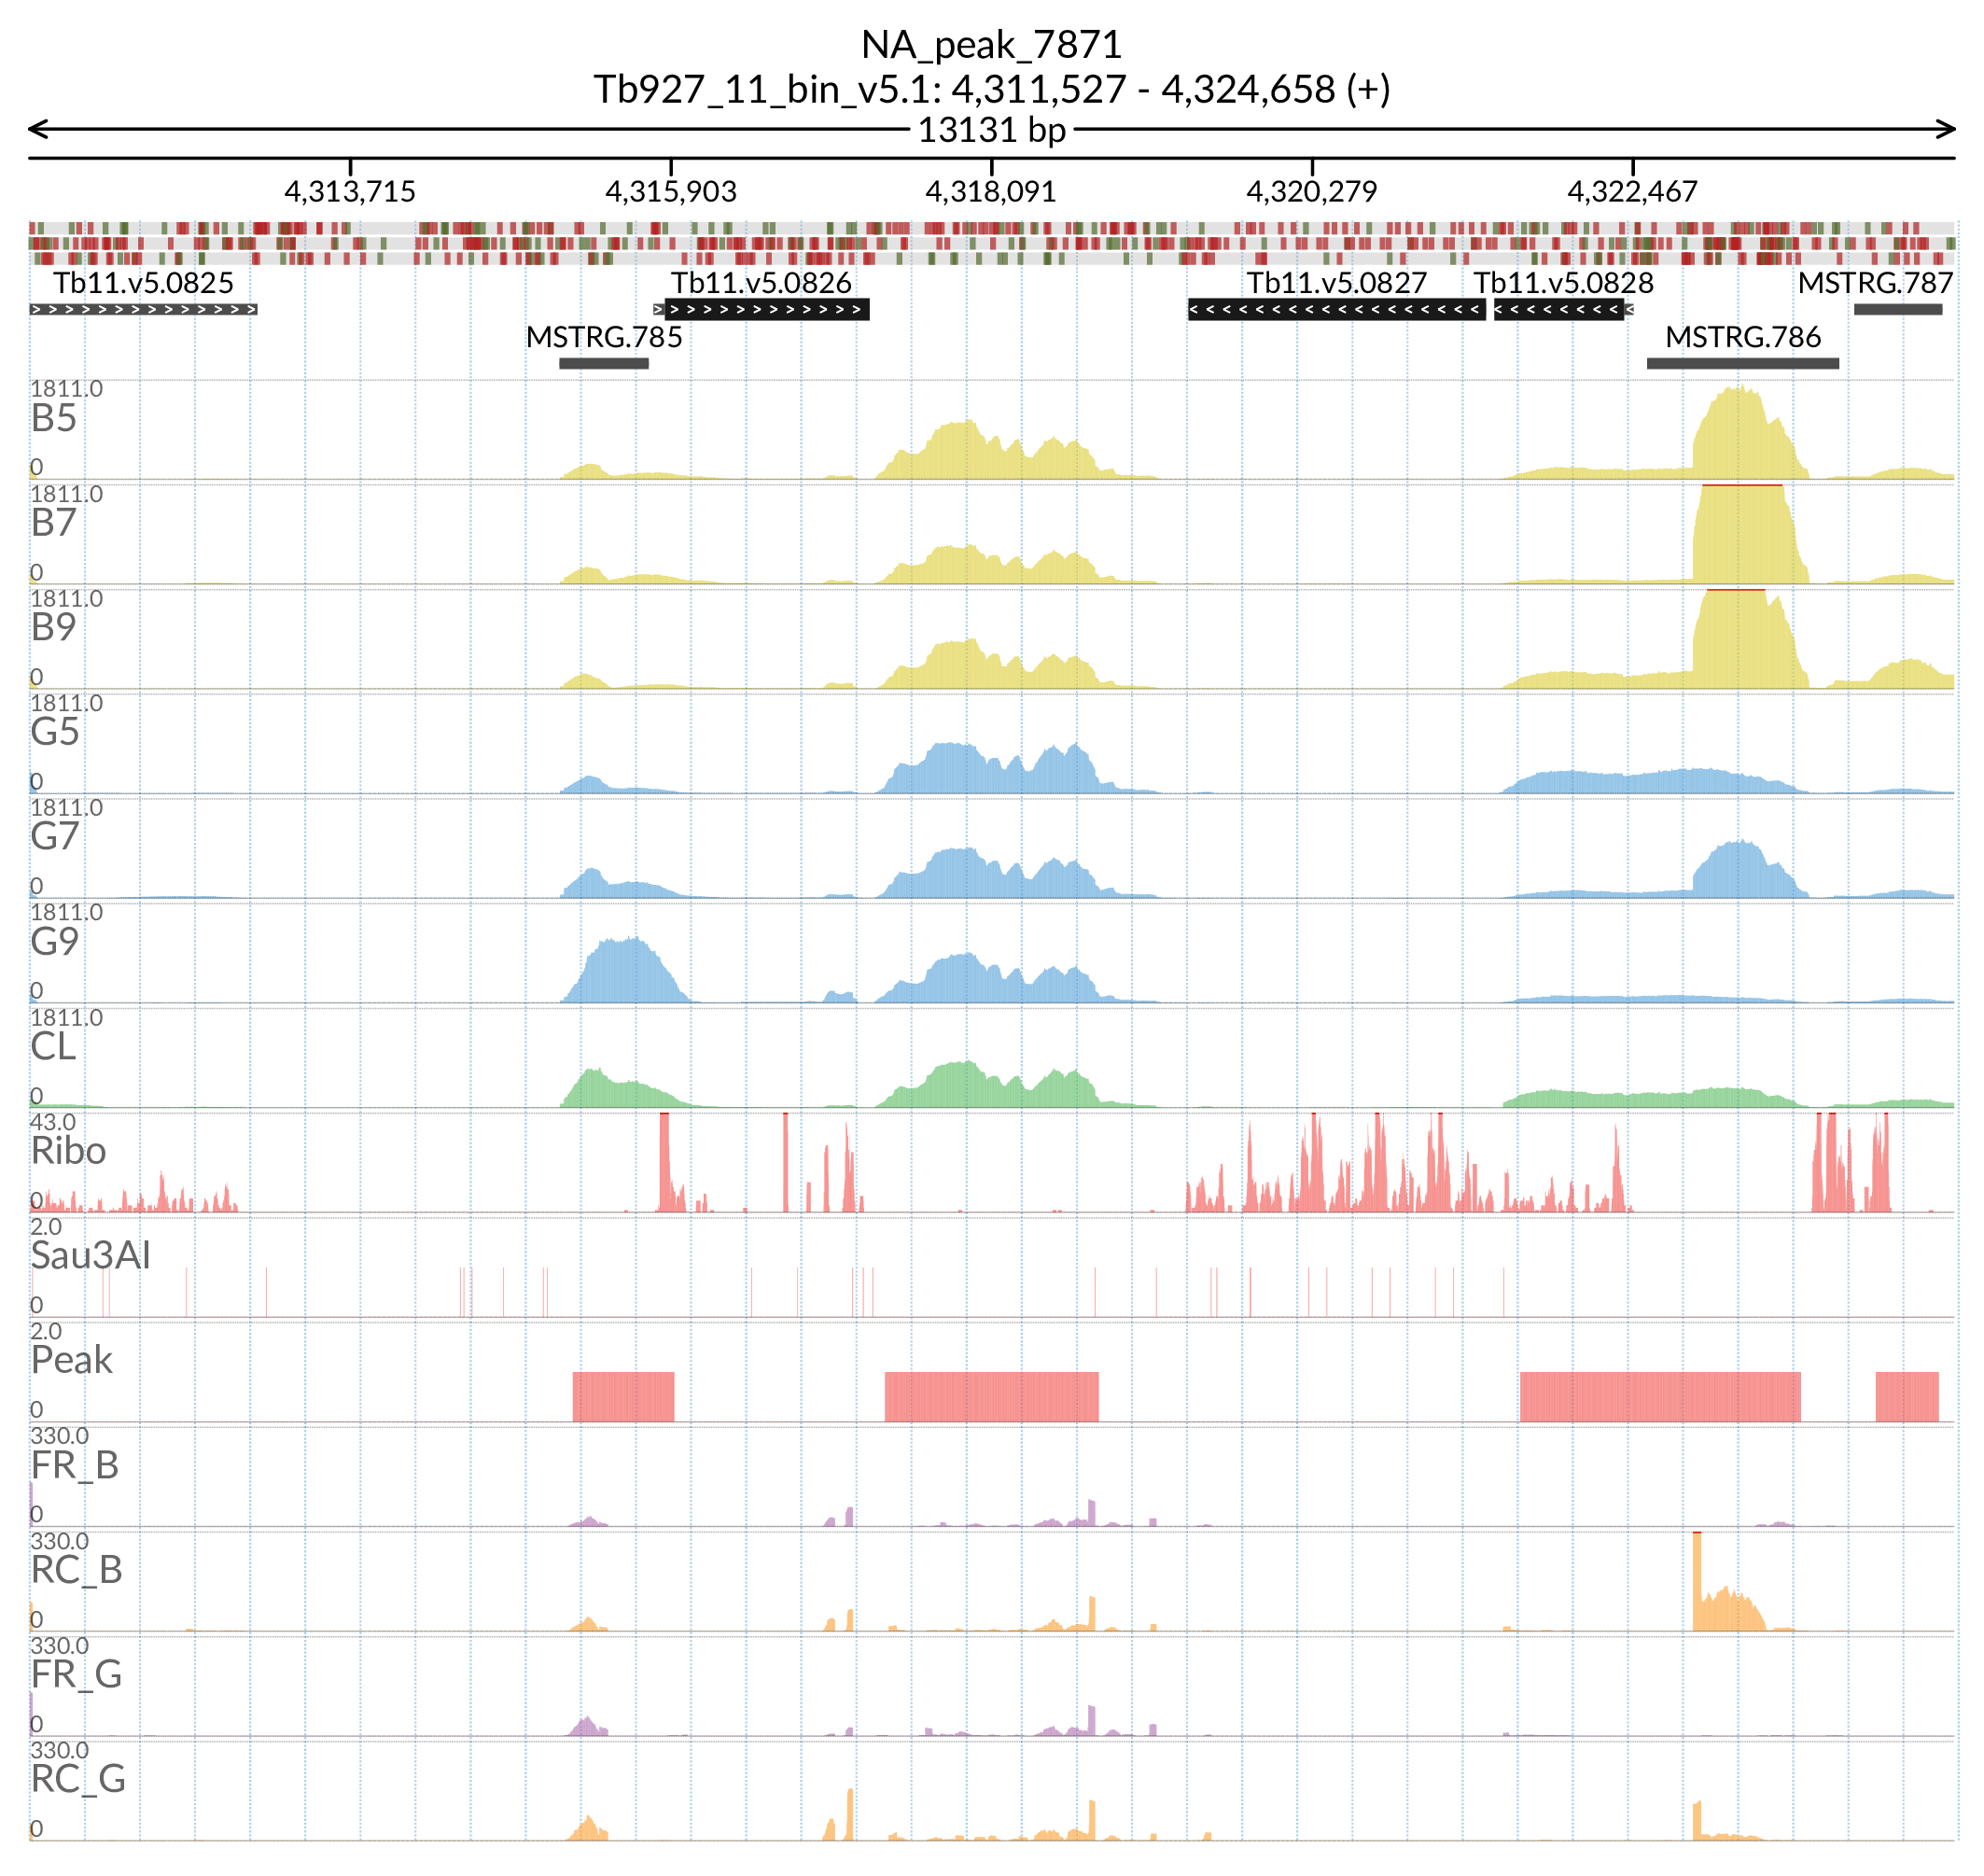 NA_peak_7871
Tb927_11_bin_v5.1: 4,311,527 - 4,324,658 (+)
13131 bp
4,313,715 4,315,903 4,318,091 4,320,279 4,322,467
Tb11.v5.0825 Tb11.v5.0826 Tb11.v5.0827 Tb11.v5.0828 MSTRG.787
MSTRG.785 MSTRG.786
1811.0
B5
0
1811.0
B7
0
1811.0
B9
0
1811.0
G5
0
1811.0
G7
0
1811.0
G9
0
1811.0
CL
0
43.0
Ribo
0
2.0
Sau3AI
0
2.0
Peak
0
330.0
FR_B
0
330.0
RC_B
0
330.0
FR_G
0
330.0
RC_G
0